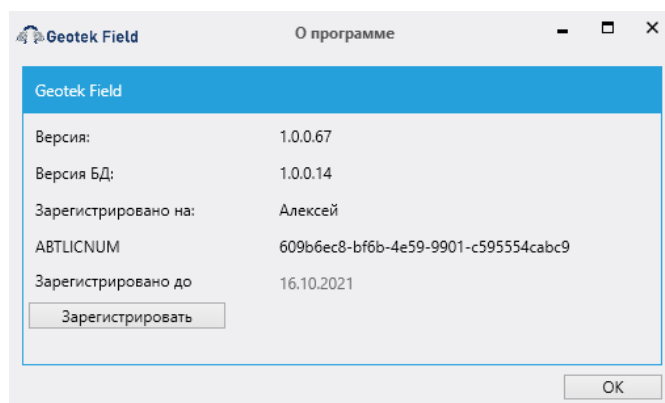 Geotek Field О программе
Geotek Field
Версия: 1.0.0.67
Версия БД: 1.0.0.14
Зарегистрировано на: Алексей
ABTLICNUM 609b6ec8-bf6b-4e59-9901-c595554cabc9
Зарегистрировано до 16.10.2021
Зарегистрировать
OK